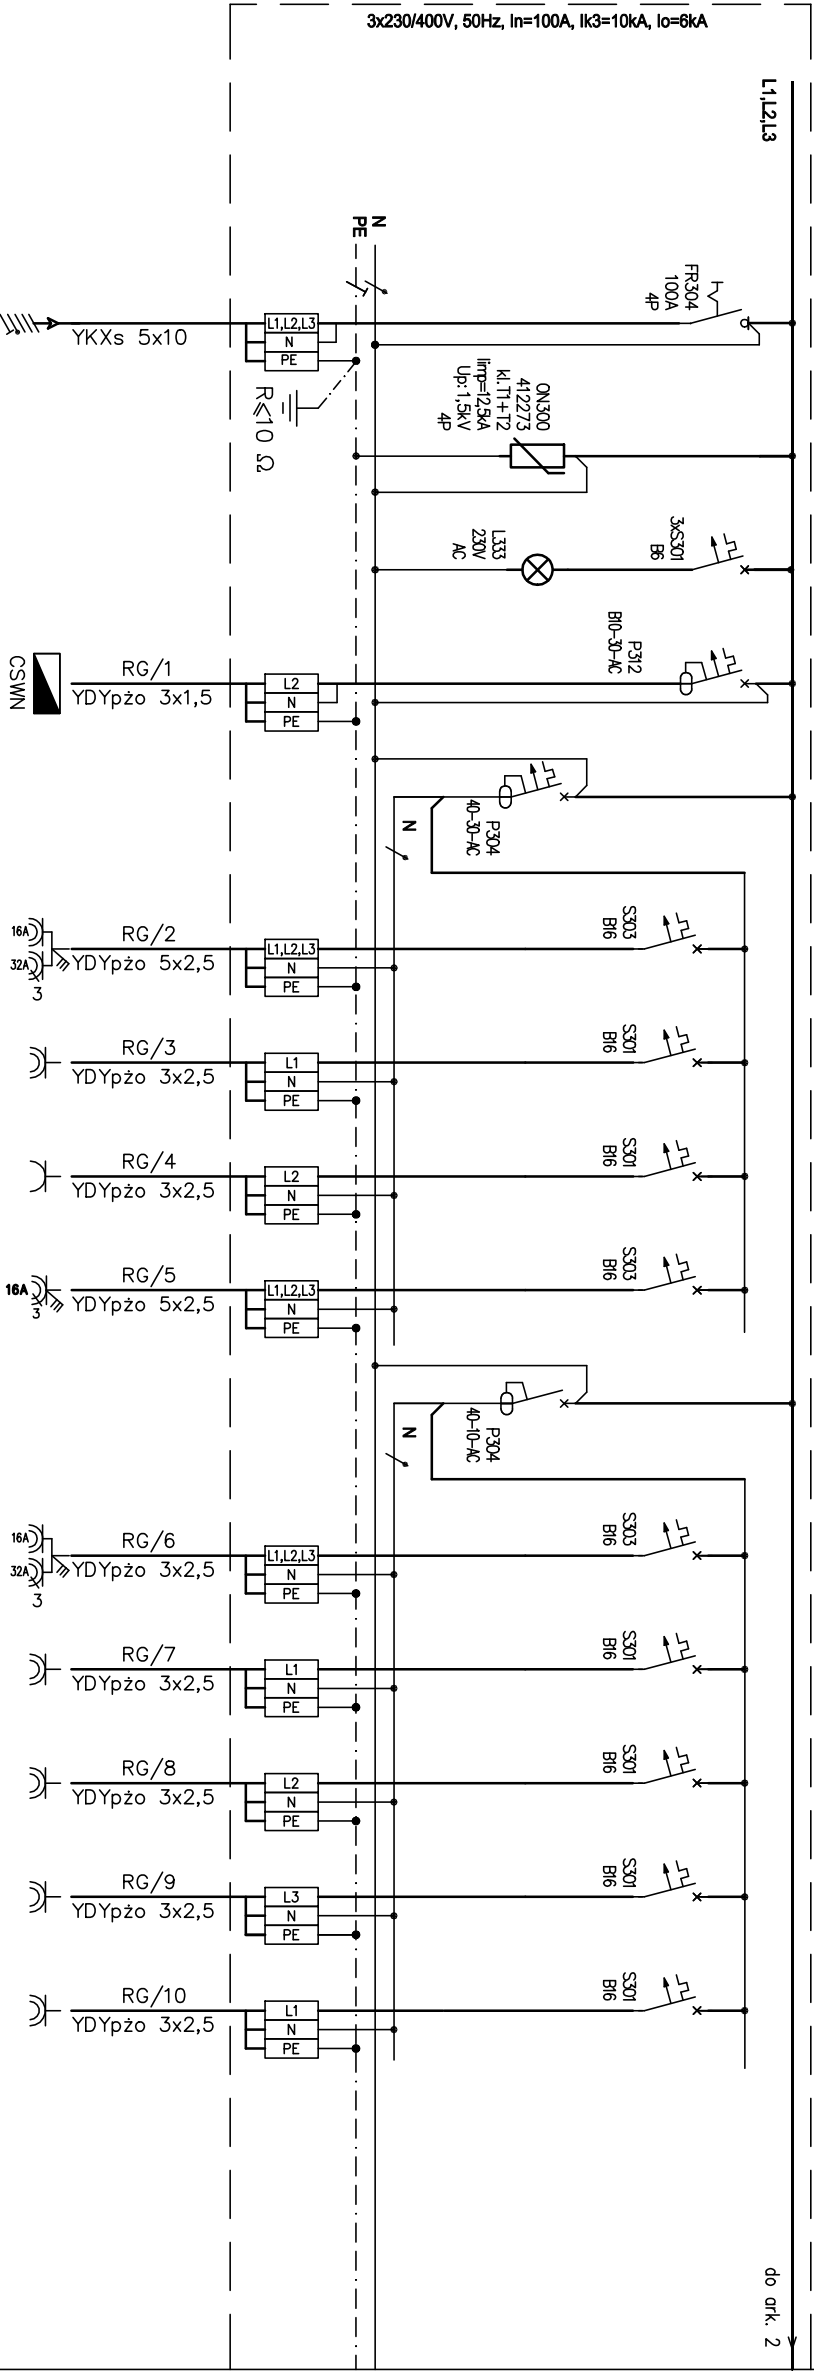 3x230/400V, 50Hz, In=100A, Ik3=10kA, Io=6kA
L1,L2,L3
N
PE
FR304
100A
4P
L1,L2,L3
N
PE
YKXs 5x10
R⩽10 Ω
ON300
412273
kl.T1+T2
Iimp=12,5kA
Up:1,5kV
4P
3xS301
B6
L333
230V
AC
P312
B10-30-AC
RG/1
YDYpżo 3x1,5
L2
N
PE
CSWN
P304
40-30-AC
N
S303
B16
RG/2
YDYpżo 5x2,5
L1,L2,L3
N
PE
16A
32A
3
S301
B16
RG/3
YDYpżo 3x2,5
L1
N
PE
S301
B16
RG/4
YDYpżo 3x2,5
L2
N
PE
S303
B16
RG/5
YDYpżo 5x2,5
L1,L2,L3
N
PE
16A
3
P304
40-10-AC
N
S303
B16
RG/6
YDYpżo 3x2,5
L1,L2,L3
N
PE
16A
32A
3
S301
B16
RG/7
YDYpżo 3x2,5
L1
N
PE
S301
B16
RG/8
YDYpżo 3x2,5
L2
N
PE
S301
B16
RG/9
YDYpżo 3x2,5
L3
N
PE
S301
B16
RG/10
YDYpżo 3x2,5
L1
N
PE
do ark. 2